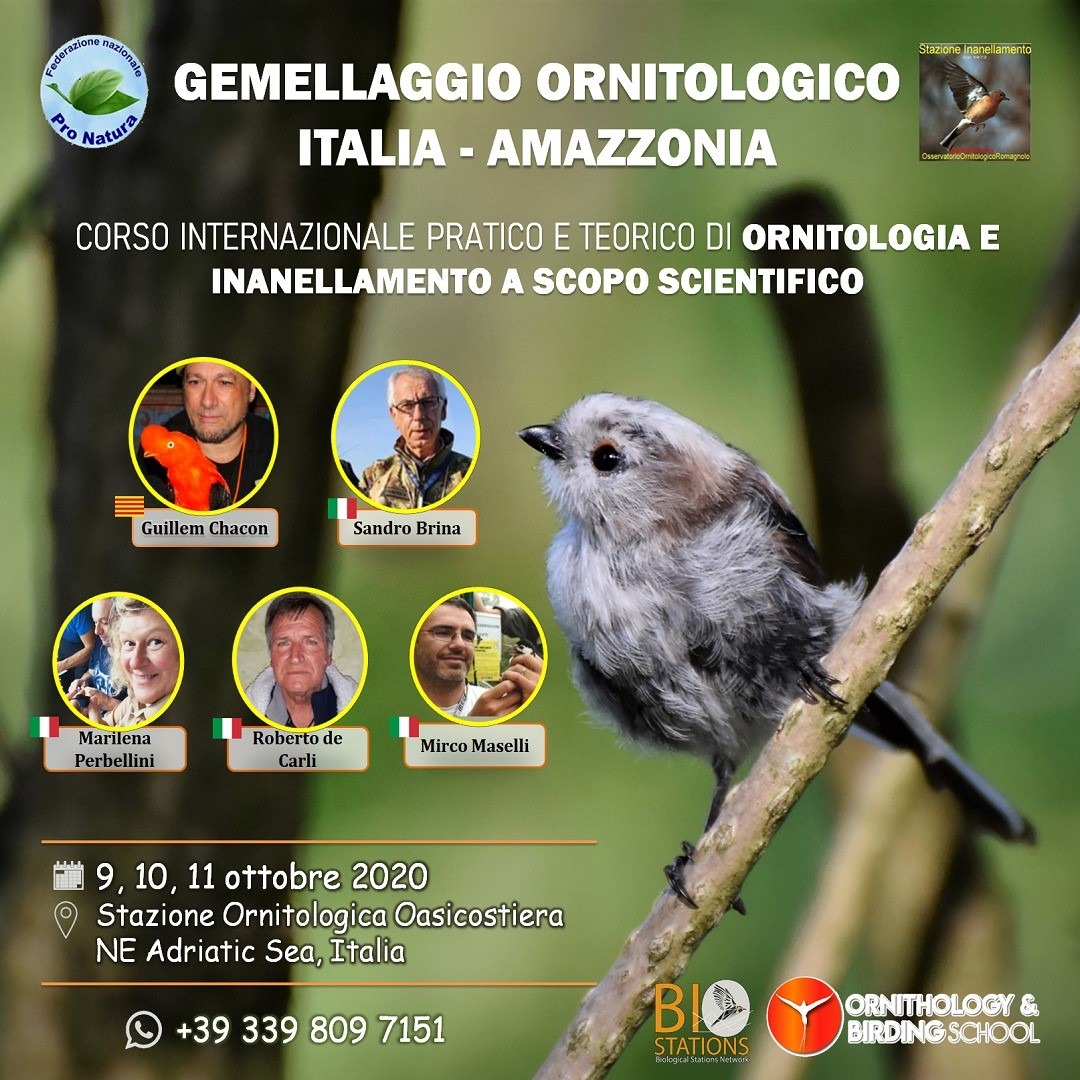 Federazione nazionale
Pro Natura
GEMELLAGGIO ORNITOLOGICO
ITALIA - AMAZZONIA
Stazione Inanellamento
OsservatorioOrnitologicoRomagnolo
CORSO INTERNAZIONALE PRATICO E TEORICO DI ORNITOLOGIA E
INANELLAMENTO A SCOPO SCIENTIFICO
Guillem Chacon
Sandro Brina
Marilena
Perbellini
Roberto de
Carli
Mirco Maselli
9, 10, 11 ottobre 2020
Stazione Ornitologica Oasicostiera
NE Adriatic Sea, Italia
+39 339 809 7151
BIO
STATIONS
Biological Stations Network
ORNITHOLOGY &
BIRDING SCHOOL